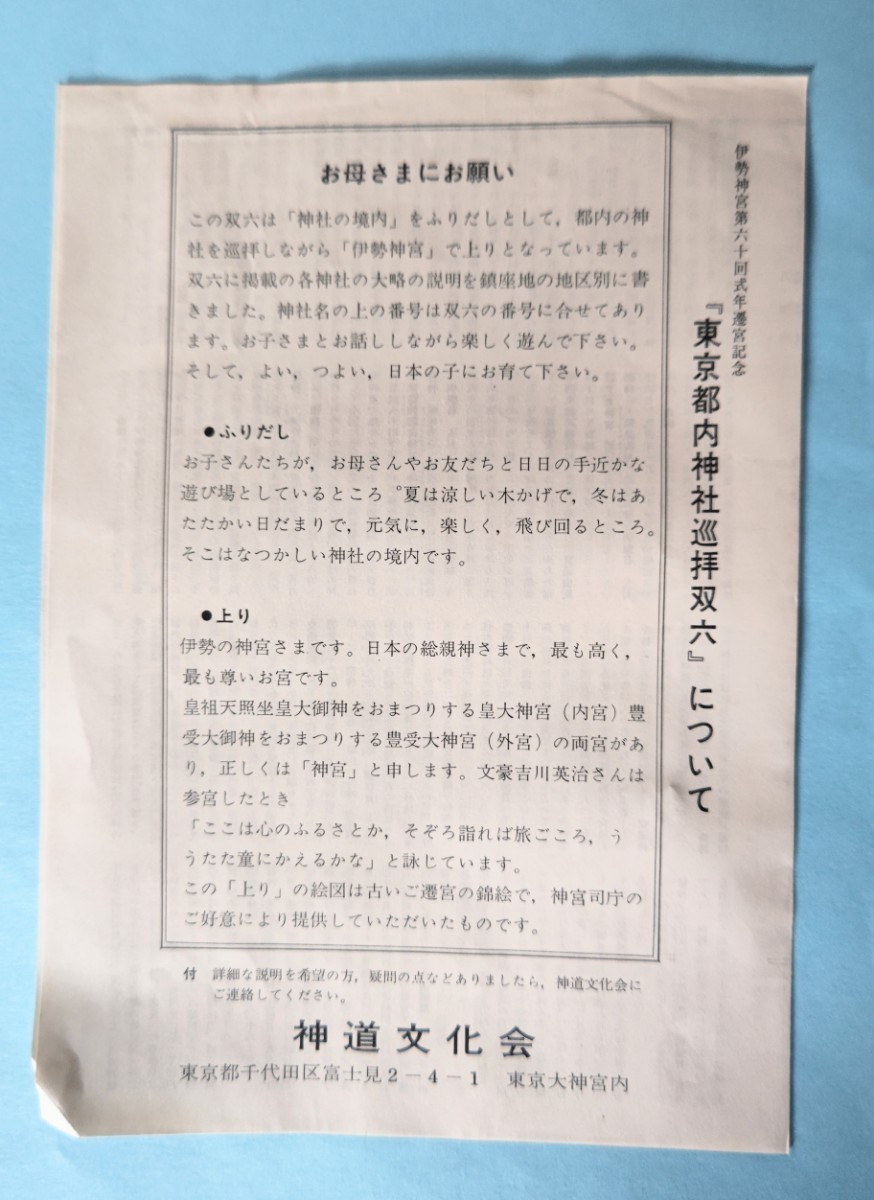 伊勢神宮第六十回式年遷宮記念
『東京都内神社巡拝双六』について
お母さまにお願い
この双六は「神社の境内」をふりだしとして，都内の神
社を巡拝しながら「伊勢神宮」で上りとなっています。
双六に掲載の各神社の大略の説明を鎮座地の地区別に書
きました。神社名の上の番号は双六の番号に合せてあり
ます。お子さまとお話ししながら楽しく遊んで下さい。
そして，よい，つよい，日本の子にお育て下さい。
●ふりだし
お子さんたちが，お母さんやお友だちと日日の手近かな
遊び場としているところ°夏は涼しい木かげで，冬はあ
たたかい日だまりで，元気に，楽しく，飛び回るところ。
そこはなつかしい神社の境内です。
●上り
伊勢の神宮さまです。日本の総親神さまで，最も高く，
最も尊いお宮です。
皇祖天照坐皇大御神をおまつりする皇大神宮（内宮）豊
受大御神をおまつりする豊受大神宮（外宮）の両宮があ
り，正しくは「神宮」と申します。文豪吉川英治さんは
参宮したとき
「ここは心のふるさとか，そぞろ詣れば旅ごころ，う
うたた童にかえるかな」と詠じています。
この「上り」の絵図は古いご遷宮の錦絵で，神宮司庁の
ご好意により提供していただいたものです。
付　詳細な説明を希望の方，疑問の点などありましたら，神道文化会に
ご連絡してください。
神道文化会
東京都千代田区富士見2－4－1　東京大神宮内